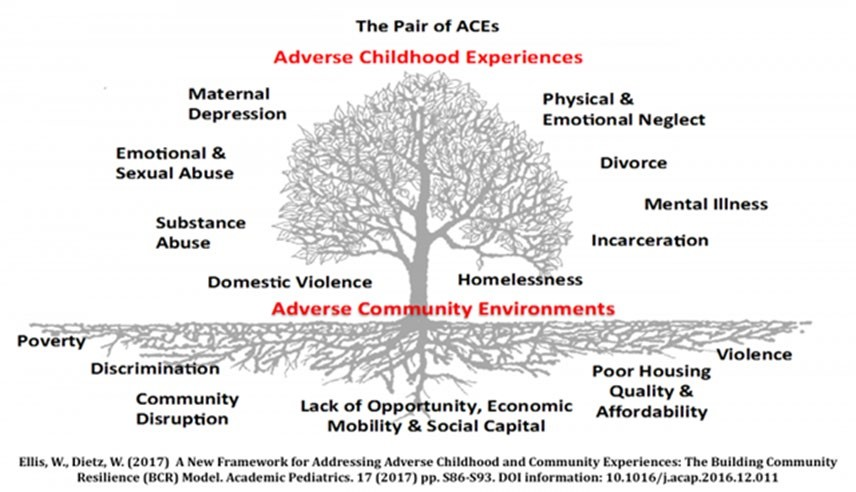 The Pair of ACEs
Adverse Childhood Experiences
Maternal
Depression
Physical &
Emotional Neglect
Emotional &
Sexual Abuse
Divorce
Mental Illness
Substance
Abuse
Incarceration
Domestic Violence
Homelessness
Adverse Community Environments
Poverty
Violence
Discrimination
Poor Housing
Quality &
Affordability
Community
Disruption
Lack of Opportunity, Economic
Mobility & Social Capital
Ellis, W., Dietz, W. (2017) A New Framework for Addressing Adverse Childhood and Community Experiences: The Building Community
Resilience (BCR) Model. Academic Pediatrics. 17 (2017) pp. S86-S93. DOI information: 10.1016/j.acap.2016.12.011